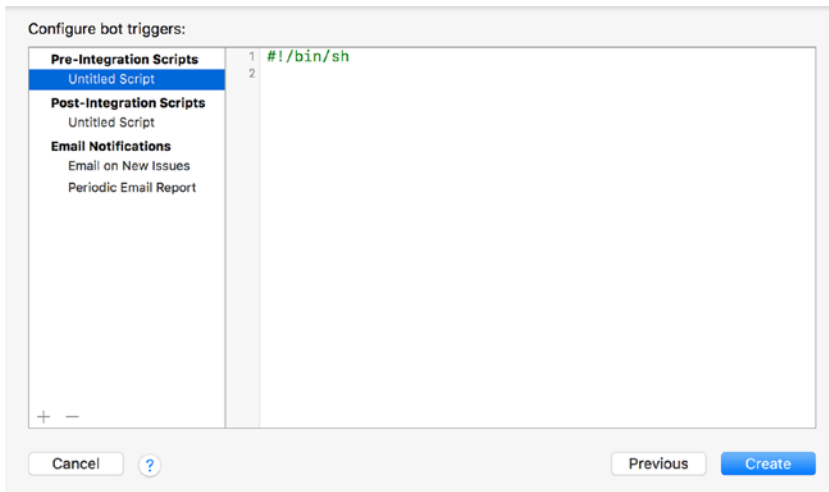 Configure bot triggers:
Pre-Integration Scripts
Untitled Script
Post-Integration Scripts
Untitled Script
Email Notifications
Email on New Issues
Periodic Email Report
+ −
1 #!/bin/sh
2
Cancel ? Previous Create